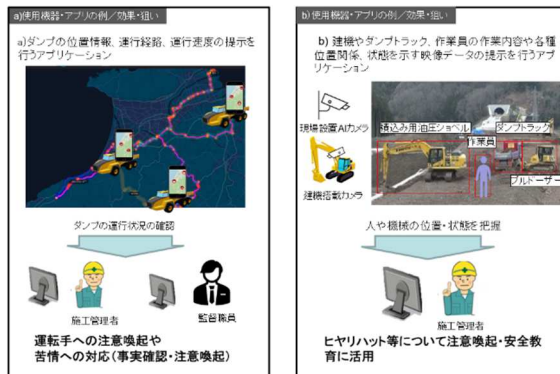 a)使用機器・アプリの例／効果・狙い
a)ダンプの位置情報、運行経路、運行速度の提示を
行うアプリケーション
ダンプの運行状況の確認
施工管理者
監督職員
運転手への注意喚起や
苦情への対応（事実確認・注意喚起）
b)使用機器・アプリの例／効果・狙い
b) 建機やダンプトラック、作業員の作業内容や各種
位置関係、状態を示す映像データの提示を行うアプ
リケーション
現場設置AIカメラ
建機搭載カメラ
積込み用油圧ショベル
ダンプトラック
作業員
ブルドーザー
人や機械の位置・状態を把握
施工管理者
ヒヤリハット等について注意喚起・安全教
育に活用